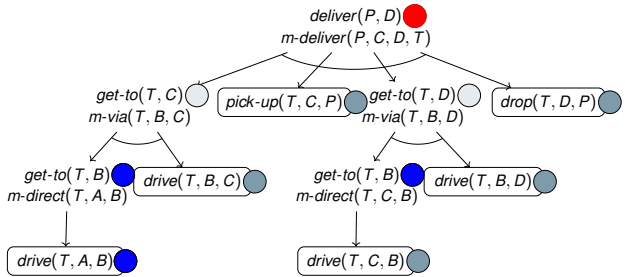 deliver(P, D)
m-deliver(P, C, D, T)
get-to(T, C)
m-via(T, B, C)
pick-up(T, C, P)
get-to(T, D)
m-via(T, B, D)
drop(T, D, P)
get-to(T, B)
m-direct(T, A, B)
drive(T, B, C)
get-to(T, B)
m-direct(T, C, B)
drive(T, B, D)
drive(T, A, B)
drive(T, C, B)